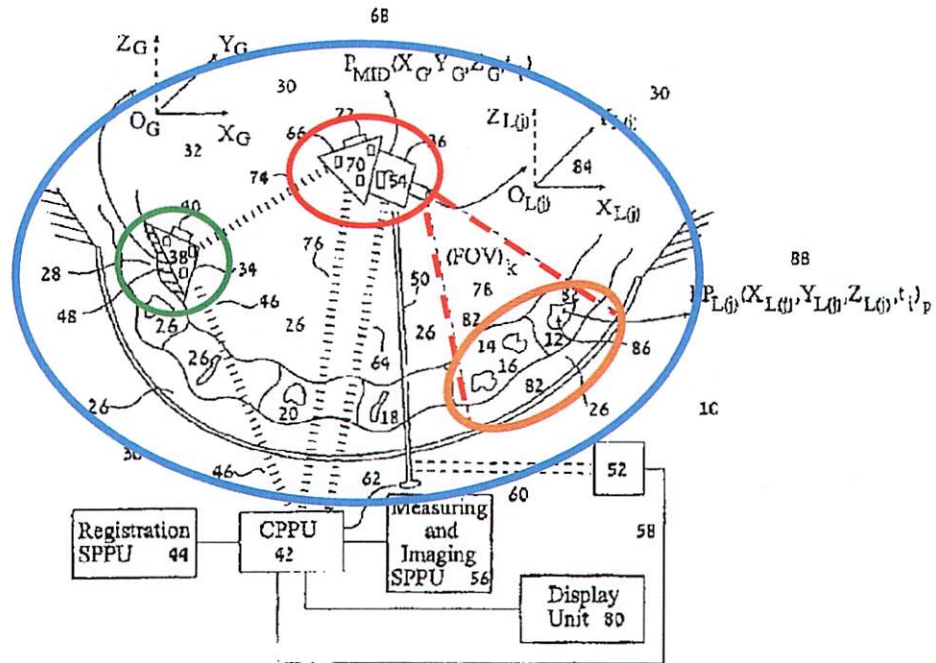 68
Z_G
Y_G
P_MID (X_G, Y_G, Z_G,
30
30
Z_L(j)
Y_L(j)
O_G
X_G
72
66
36
32
70
54
84
74
O_L(j)
X_L(j)
40
38
(FOV)_k
88
28
34
76
50
78
P_L(j) (X_L(j), Y_L(j), Z_L(j), t_i)_p
48
46
26
26
82
12
86
26
14
26
64
16
20
18
82
26
26
10
46
62
52
60
58
Registration
SPPU 44
CPPU
42
Measuring
and
Imaging
SPPU 56
Display
Unit 80